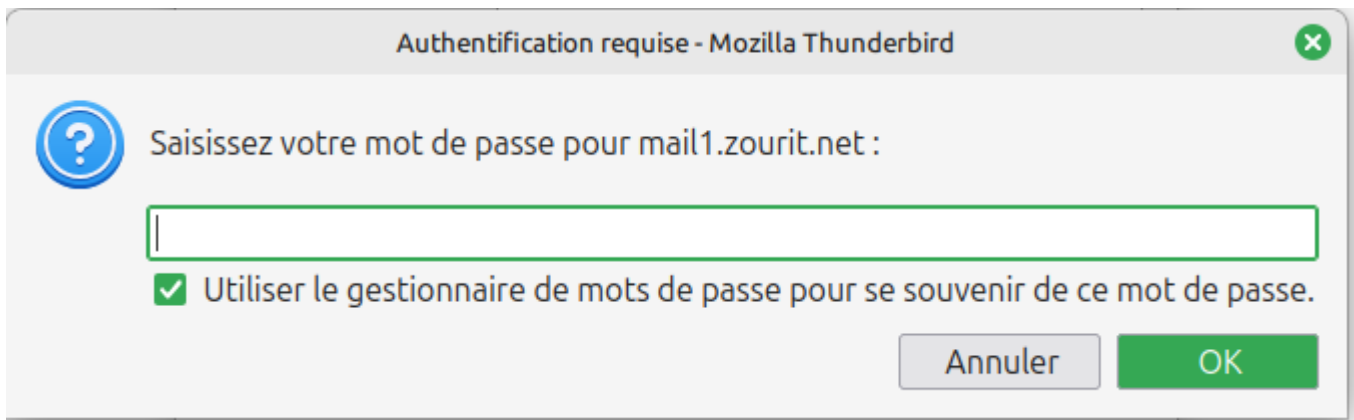 Authentification requise - Mozilla Thunderbird
Saisissez votre mot de passe pour mail1.zourit.net :
Utiliser le gestionnaire de mots de passe pour se souvenir de ce mot de passe.
Annuler
OK